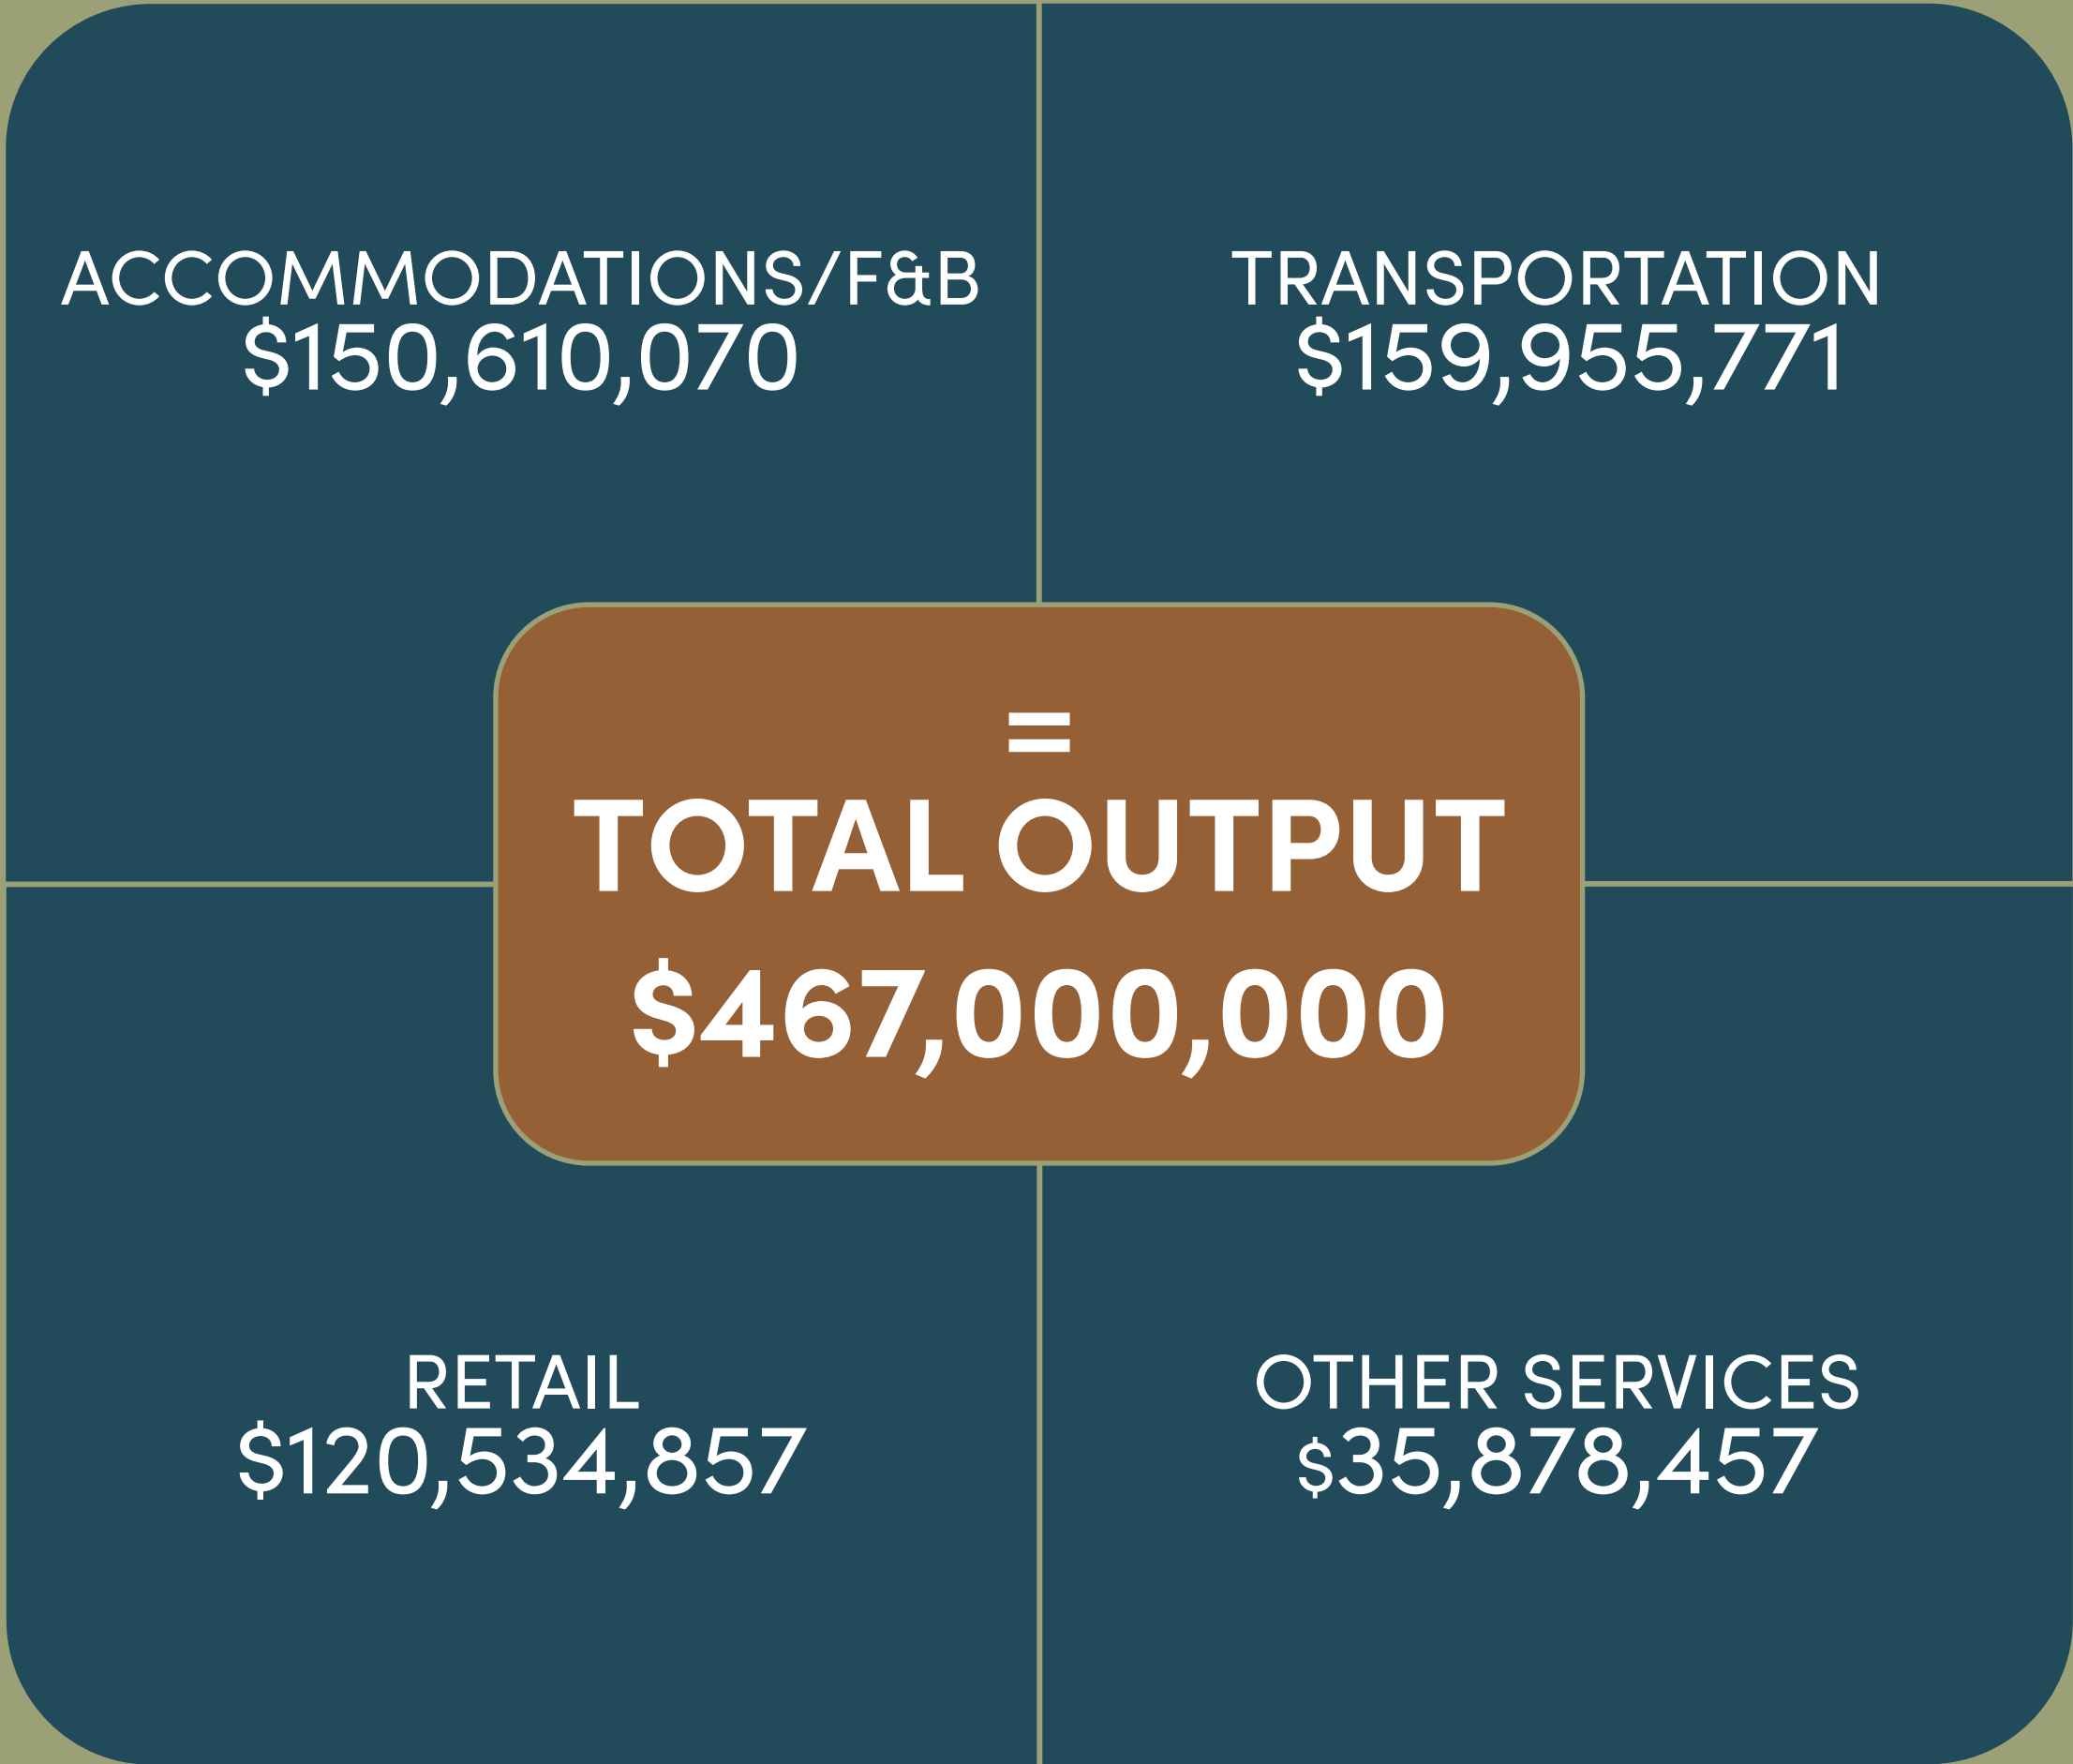 ACCOMMODATIONS/F&B
$150,610,070
TRANSPORTATION
$159,955,771
=
TOTAL OUTPUT
$467,000,000
RETAIL
$120,534,857
OTHER SERVICES
$35,878,457